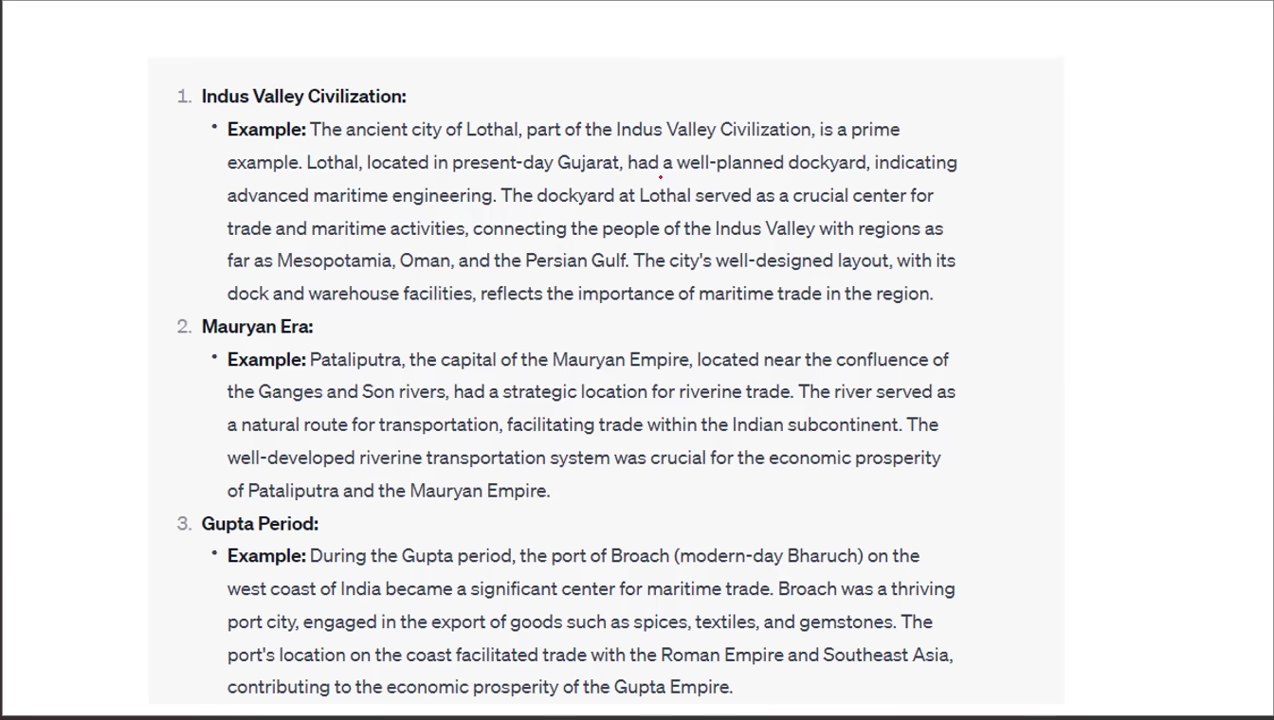 1. Indus Valley Civilization:
• Example: The ancient city of Lothal, part of the Indus Valley Civilization, is a prime
example. Lothal, located in present-day Gujarat, had a well-planned dockyard, indicating
advanced maritime engineering. The dockyard at Lothal served as a crucial center for
trade and maritime activities, connecting the people of the Indus Valley with regions as
far as Mesopotamia, Oman, and the Persian Gulf. The city's well-designed layout, with its
dock and warehouse facilities, reflects the importance of maritime trade in the region.
2. Mauryan Era:
• Example: Pataliputra, the capital of the Mauryan Empire, located near the confluence of
the Ganges and Son rivers, had a strategic location for riverine trade. The river served as
a natural route for transportation, facilitating trade within the Indian subcontinent. The
well-developed riverine transportation system was crucial for the economic prosperity
of Pataliputra and the Mauryan Empire.
3. Gupta Period:
• Example: During the Gupta period, the port of Broach (modern-day Bharuch) on the
west coast of India became a significant center for maritime trade. Broach was a thriving
port city, engaged in the export of goods such as spices, textiles, and gemstones. The
port's location on the coast facilitated trade with the Roman Empire and Southeast Asia,
contributing to the economic prosperity of the Gupta Empire.